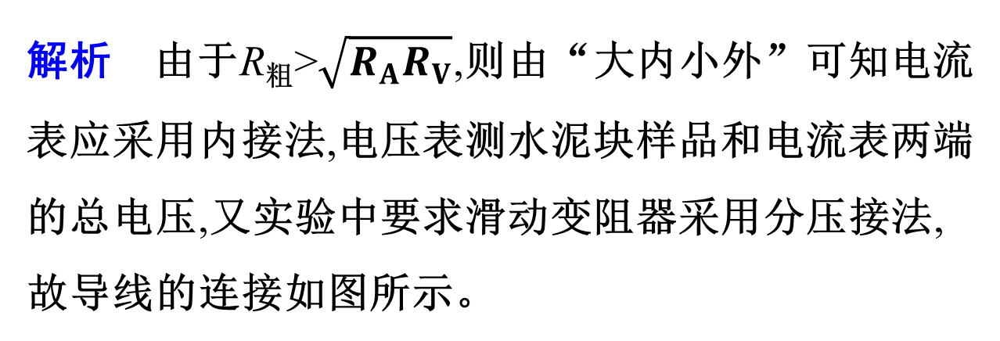 解析 由于R粗>√RARV,则由“大内小外”可知电流
表应采用内接法,电压表测水泥块样品和电流表两端
的总电压,又实验中要求滑动变阻器采用分压接法,
故导线的连接如图所示。